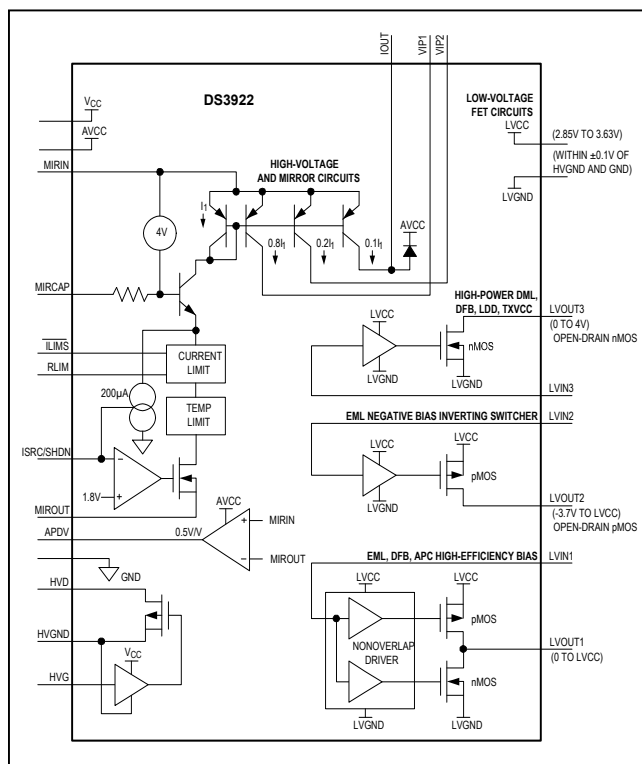 IOUT
VIP1
VIP2
DS3922
VCC
AVCC
MIRIN
HIGH-VOLTAGE
AND MIRROR CIRCUITS
LOW-VOLTAGE
FET CIRCUITS
LVCC
(2.85V TO 3.63V)
(WITHIN ±0.1V OF
HVGND AND GND)
LVGND
I1
4V
0.8I1
0.2I1
0.1I1
AVCC
MIRCAP
HIGH-POWER DML,
DFB, LDD, TXVCC
LVOUT3
(0 TO 4V)
OPEN-DRAIN nMOS
LVCC
nMOS
LVGND
LVGND
LVIN3
ILIMS
RLIM
CURRENT
LIMIT
200µA
TEMP
LIMIT
EML NEGATIVE BIAS INVERTING SWITCHER
LVIN2
LVCC
LVCC
pMOS
LVGND
LVOUT2
(-3.7V TO LVCC)
OPEN-DRAIN pMOS
ISRC/SHDN
1.8V
MIROUT
APDV
AVCC
0.5V/V
MIRIN
MIROUT
GND
EML, DFB, APC HIGH-EFFICIENCY BIAS
LVIN1
LVCC
LVCC
pMOS
NONOVERLAP
DRIVER
LVOUT1
(0 TO LVCC)
nMOS
LVGND
LVGND
HVD
HVGND
VCC
HVG